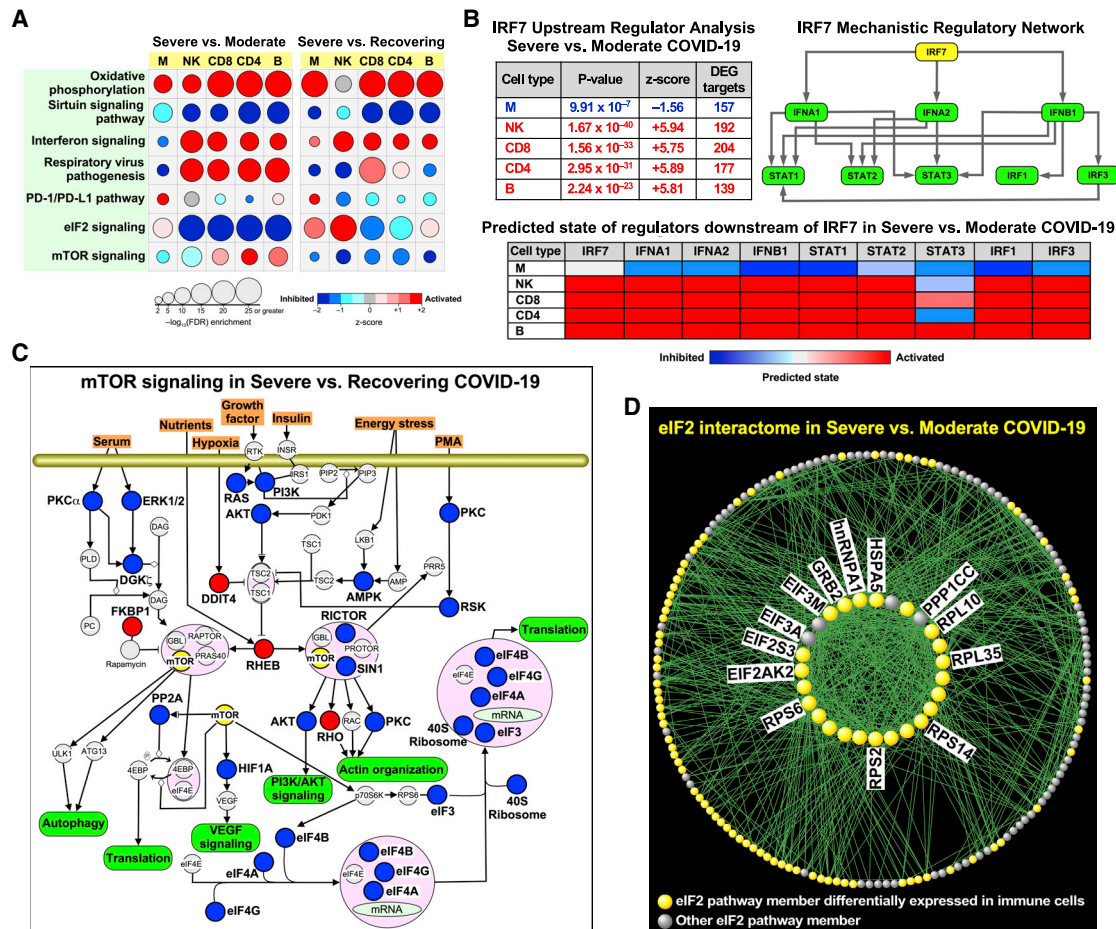 A
Severe vs. Moderate
Severe vs. Recovering
M NK CD8 CD4 B
M NK CD8 CD4 B
Oxidative
phosphorylation
Sirtuin signaling
pathway
Interferon signaling
Respiratory virus
pathogenesis
PD-1/PD-L1 pathway
eIF2 signaling
mTOR signaling
2 5 10 15 20 25 or greater
–log10(FDR) enrichment
Inhibited
Activated
–2 –1 0 +1 +2
z-score
B
IRF7 Upstream Regulator Analysis
Severe vs. Moderate COVID-19
Cell type P-value z-score DEG targets
M 9.91 x 10–7 –1.56 157
NK 1.67 x 10–40 +5.94 192
CD8 1.56 x 10–33 +5.75 204
CD4 2.95 x 10–31 +5.89 177
B 2.24 x 10–23 +5.81 139
IRF7 Mechanistic Regulatory Network
IRF7
IFNA1 IFNA2 IFNB1
STAT1 STAT2 STAT3 IRF1 IRF3
Predicted state of regulators downstream of IRF7 in Severe vs. Moderate COVID-19
Cell type IRF7 IFNA1 IFNA2 IFNB1 STAT1 STAT2 STAT3 IRF1 IRF3
M
NK
CD8
CD4
B
Inhibited
Activated
Predicted state
C
mTOR signaling in Severe vs. Recovering COVID-19
Serum
Nutrients
Hypoxia
Growth
factor
Insulin
Energy stress
PMA
RTK
INSR
IRS1
PIP2
PIP3
RAS
PI3K
PKCα
ERK1/2
AKT
PDK1
PKC
DAG
PLD
DGKζ
TSC1
LKB1
PRR5
TSC2
TSC1
TSC2
AMP
AMPK
DDIT4
RSK
DAG
PC
FKBP1
Rapamycin
GBL
RAPTOR
mTOR
PRAS40
RHEB
RICTOR
GBL
PROTOR
mTOR
SIN1
Translation
eIF4B
eIF4E
eIF4G
eIF4A
mRNA
40S
Ribosome
eIF3
PP2A
mTOR
AKT
RHO
RAC
PKC
ULK1
ATG13
4EBP
4EBP
eIF4E
HIF1A
VEGF
Actin organization
PI3K/AKT
signaling
p70S6K
RPS6
eIF3
40S
Ribosome
Autophagy
Translation
VEGF
signaling
eIF4B
eIF4E
eIF4A
eIF4G
eIF4B
eIF4E
eIF4G
eIF4A
mRNA
D
eIF2 interactome in Severe vs. Moderate COVID-19
HSPA5
hnRNPA1
GRB2
EIF3M
EIF3A
EIF2S3
EIF2AK2
RPS6
RPS2
RPS14
RPL35
RPL10
PPP1CC
eIF2 pathway member differentially expressed in immune cells
Other eIF2 pathway member